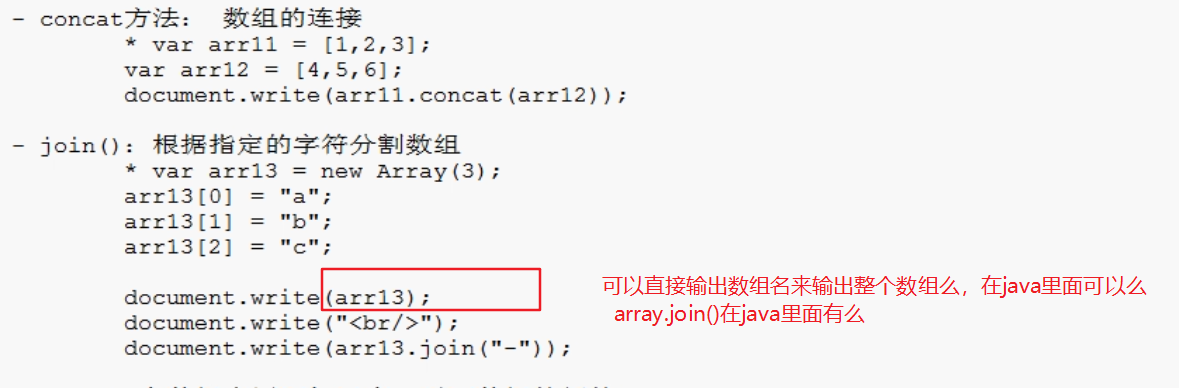 - concat方法： 数组的连接
* var arr11 = [1,2,3];
var arr12 = [4,5,6];
document.write(arr11.concat(arr12));
- join()：根据指定的字符分割数组
* var arr13 = new Array(3);
arr13[0] = "a";
arr13[1] = "b";
arr13[2] = "c";
document.write(arr13);
可以直接输出数组名来输出整个数组么，在java里面可以么
document.write("<br/>");
array.join()在java里面有么
document.write(arr13.join("-"));